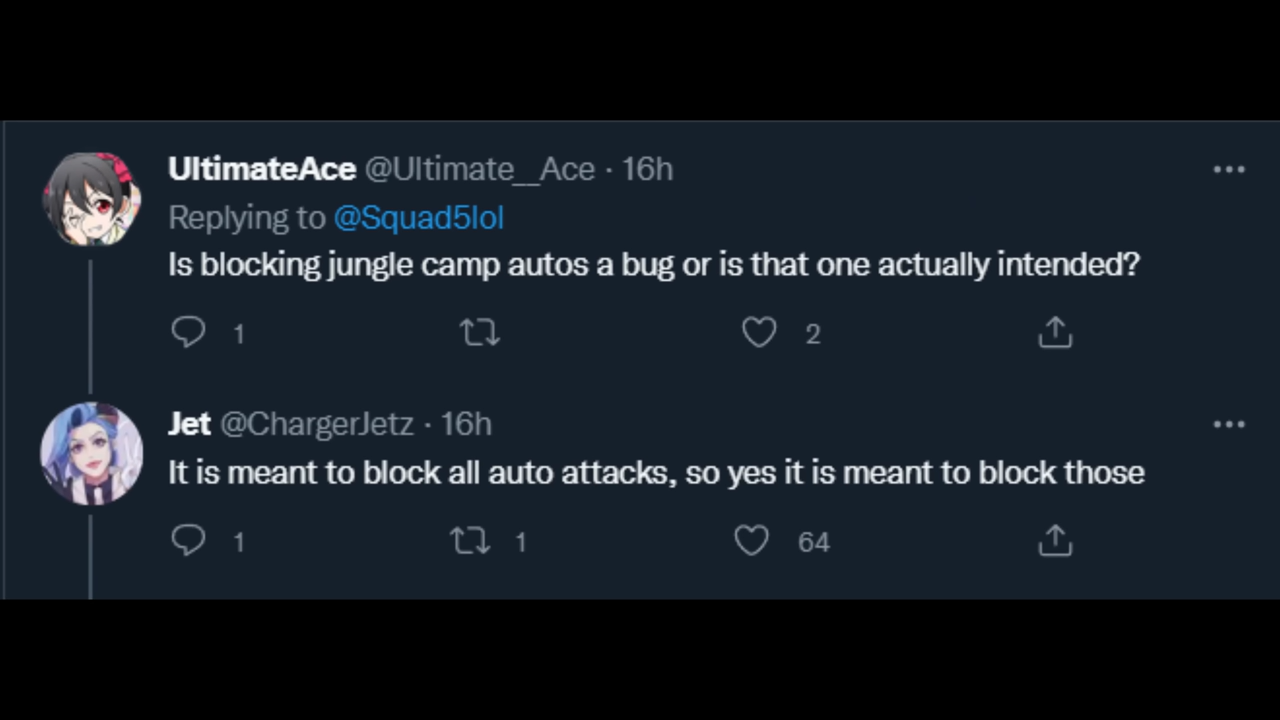 UltimateAce @Ultimate__Ace · 16h
Replying to @Squad5lol
Is blocking jungle camp autos a bug or is that one actually intended?
1 2
Jet @ChargerJetz · 16h
It is meant to block all auto attacks, so yes it is meant to block those
1 1 64